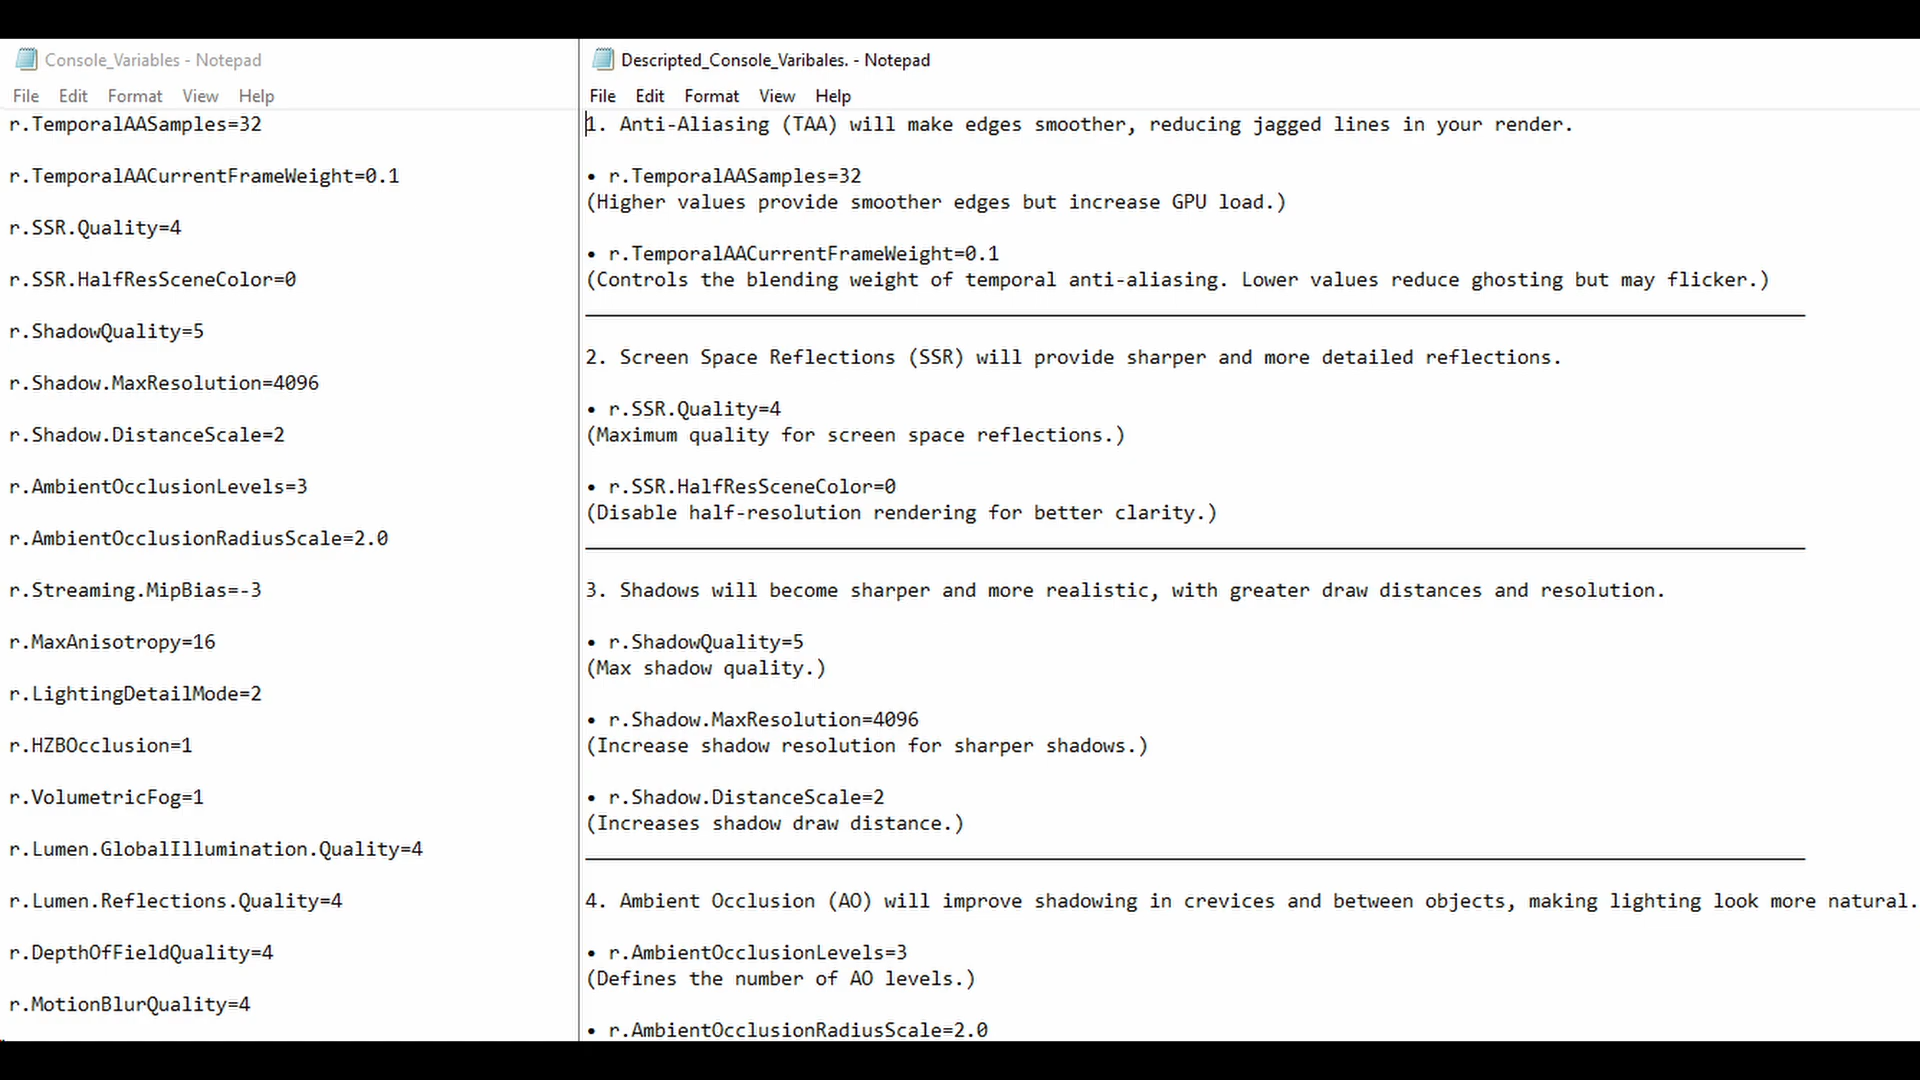 Console_Variables - Notepad
File Edit Format View Help
r.TemporalAASamples=32
r.TemporalAACurrentFrameWeight=0.1
r.SSR.Quality=4
r.SSR.HalfResSceneColor=0
r.ShadowQuality=5
r.Shadow.MaxResolution=4096
r.Shadow.DistanceScale=2
r.AmbientOcclusionLevels=3
r.AmbientOcclusionRadiusScale=2.0
r.Streaming.MipBias=-3
r.MaxAnisotropy=16
r.LightingDetailMode=2
r.HZBOcclusion=1
r.VolumetricFog=1
r.Lumen.GlobalIllumination.Quality=4
r.Lumen.Reflections.Quality=4
r.DepthOfFieldQuality=4
r.MotionBlurQuality=4
Descripted_Console_Varibales. - Notepad
File Edit Format View Help
1. Anti-Aliasing (TAA) will make edges smoother, reducing jagged lines in your render.
• r.TemporalAASamples=32
(Higher values provide smoother edges but increase GPU load.)
• r.TemporalAACurrentFrameWeight=0.1
(Controls the blending weight of temporal anti-aliasing. Lower values reduce ghosting but may flicker.)
2. Screen Space Reflections (SSR) will provide sharper and more detailed reflections.
• r.SSR.Quality=4
(Maximum quality for screen space reflections.)
• r.SSR.HalfResSceneColor=0
(Disable half-resolution rendering for better clarity.)
3. Shadows will become sharper and more realistic, with greater draw distances and resolution.
• r.ShadowQuality=5
(Max shadow quality.)
• r.Shadow.MaxResolution=4096
(Increase shadow resolution for sharper shadows.)
• r.Shadow.DistanceScale=2
(Increases shadow draw distance.)
4. Ambient Occlusion (AO) will improve shadowing in crevices and between objects, making lighting look more natural.
• r.AmbientOcclusionLevels=3
(Defines the number of AO levels.)
• r.AmbientOcclusionRadiusScale=2.0